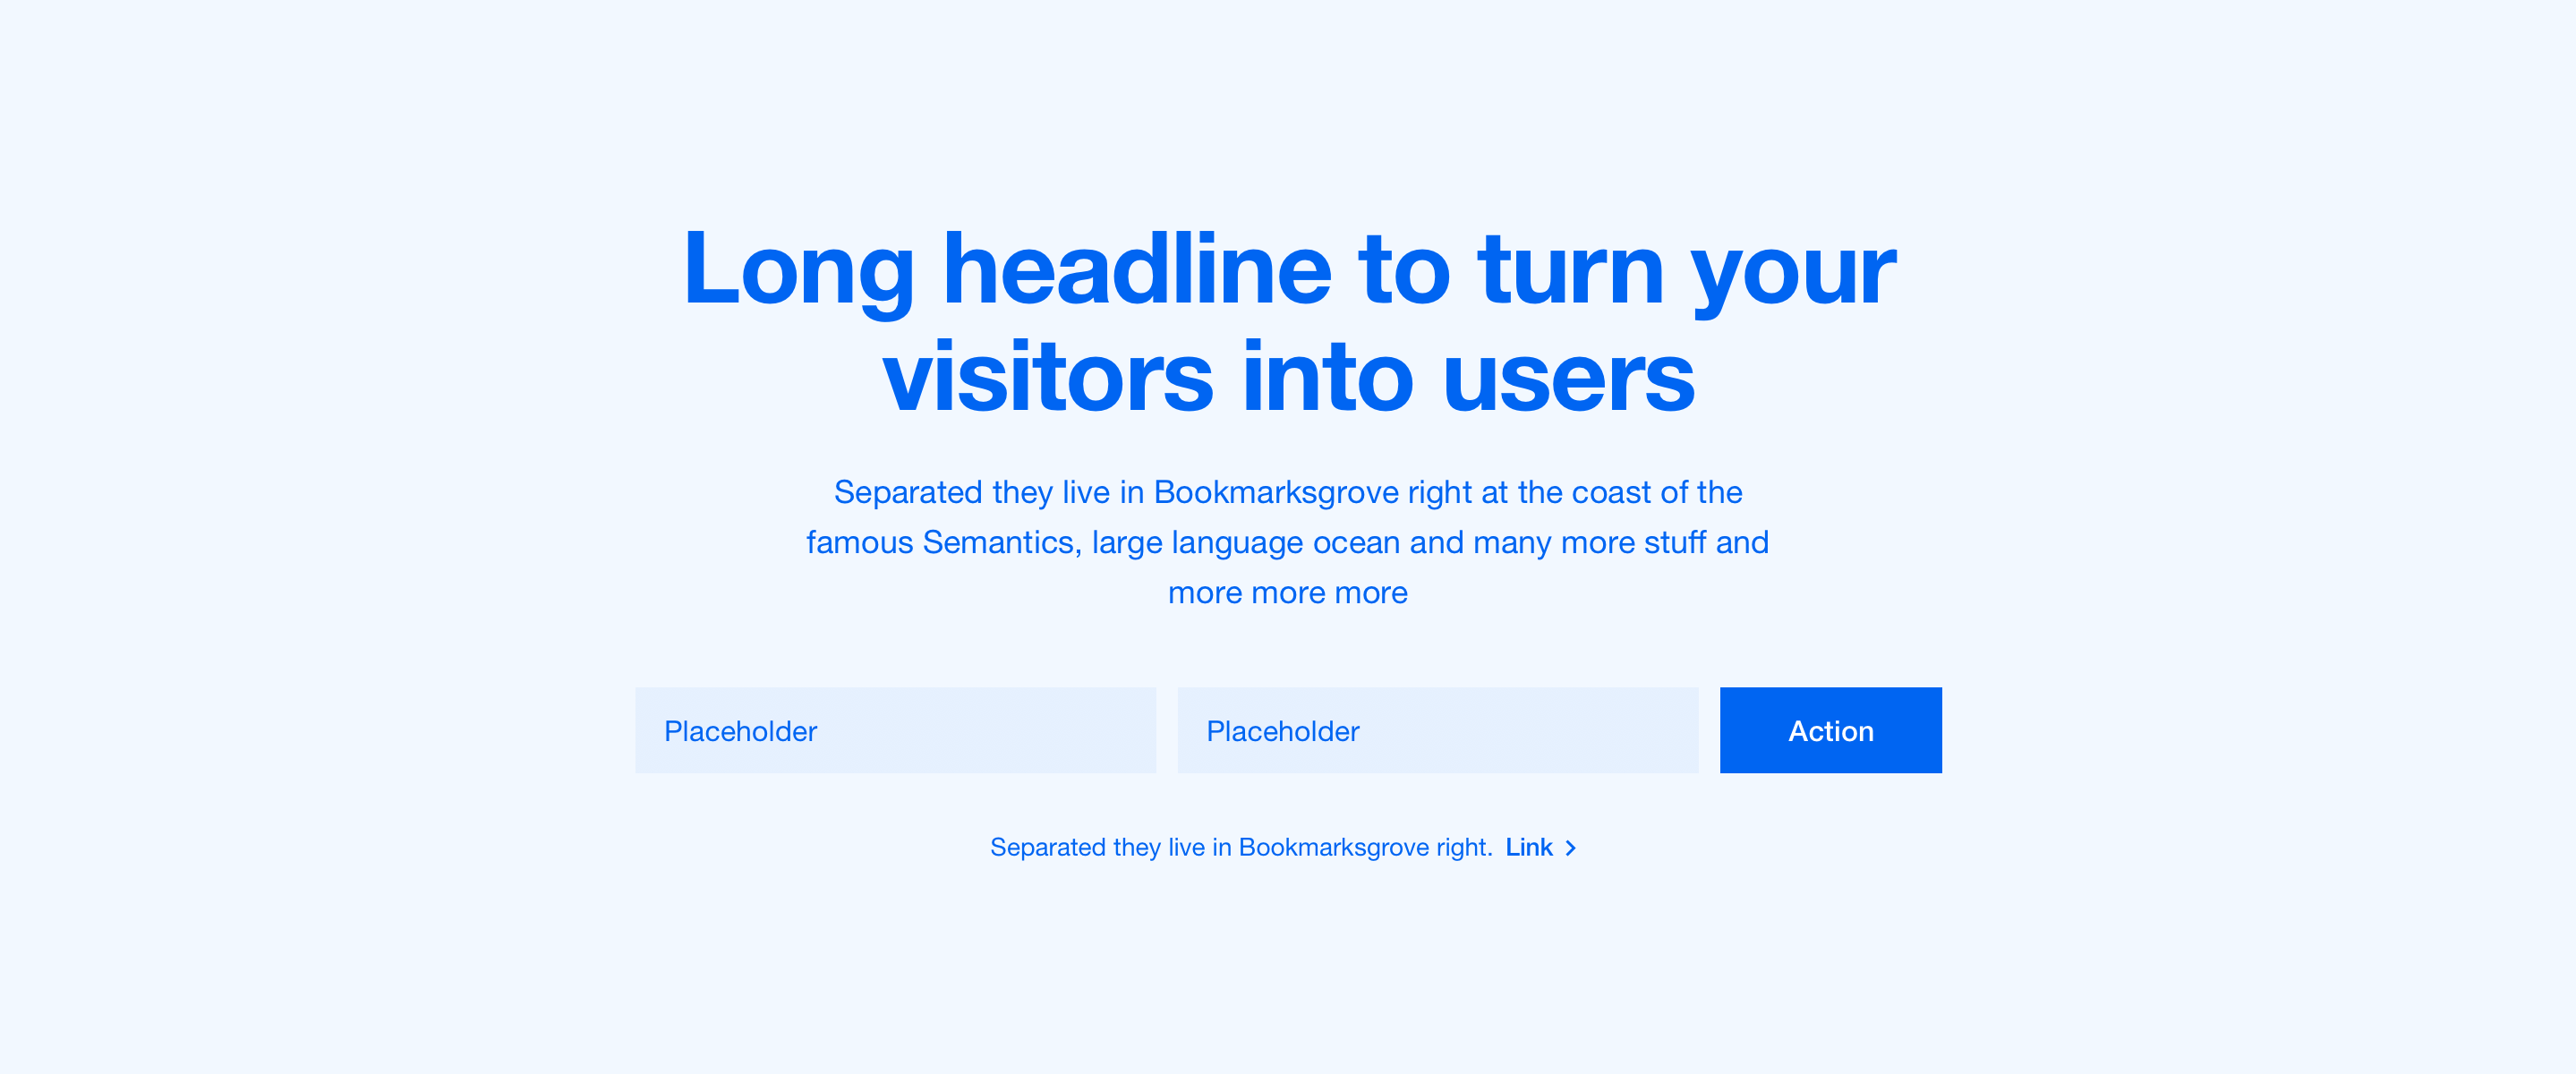 Long headline to turn your
visitors into users
Separated they live in Bookmarksgrove right at the coast of the
famous Semantics, large language ocean and many more stuff and
more more more
Placeholder
Placeholder
Action
Separated they live in Bookmarksgrove right. Link